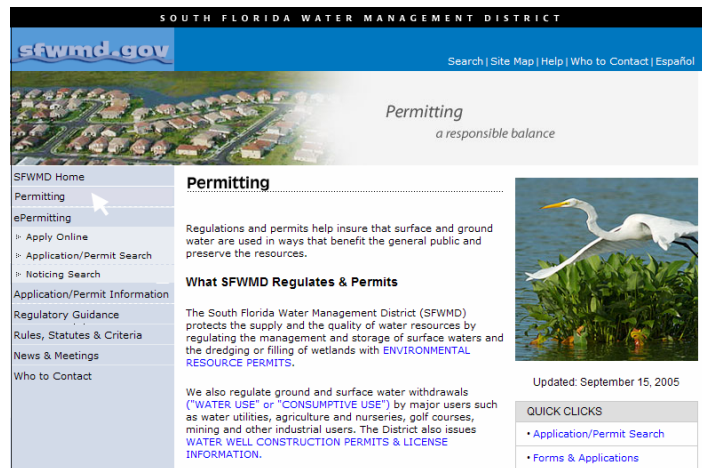 SOUTH FLORIDA WATER MANAGEMENT DISTRICT
sfwmd.gov
Search | Site Map | Help | Who to Contact | Español
Permitting
a responsible balance
SFWMD Home
Permitting
ePermitting
Apply Online
Application/Permit Search
Noticing Search
Application/Permit Information
Regulatory Guidance
Rules, Statutes & Criteria
News & Meetings
Who to Contact
Permitting
Regulations and permits help insure that surface and ground
water are used in ways that benefit the general public and
preserve the resources.
What SFWMD Regulates & Permits
The South Florida Water Management District (SFWMD)
protects the supply and the quality of water resources by
regulating the management and storage of surface waters and
the dredging or filling of wetlands with ENVIRONMENTAL
RESOURCE PERMITS.
We also regulate ground and surface water withdrawals
("WATER USE" or "CONSUMPTIVE USE") by major users such
as water utilities, agriculture and nurseries, golf courses,
mining and other industrial users. The District also issues
WATER WELL CONSTRUCTION PERMITS & LICENSE
INFORMATION.
Updated: September 15, 2005
QUICK CLICKS
• Application/Permit Search
• Forms & Applications